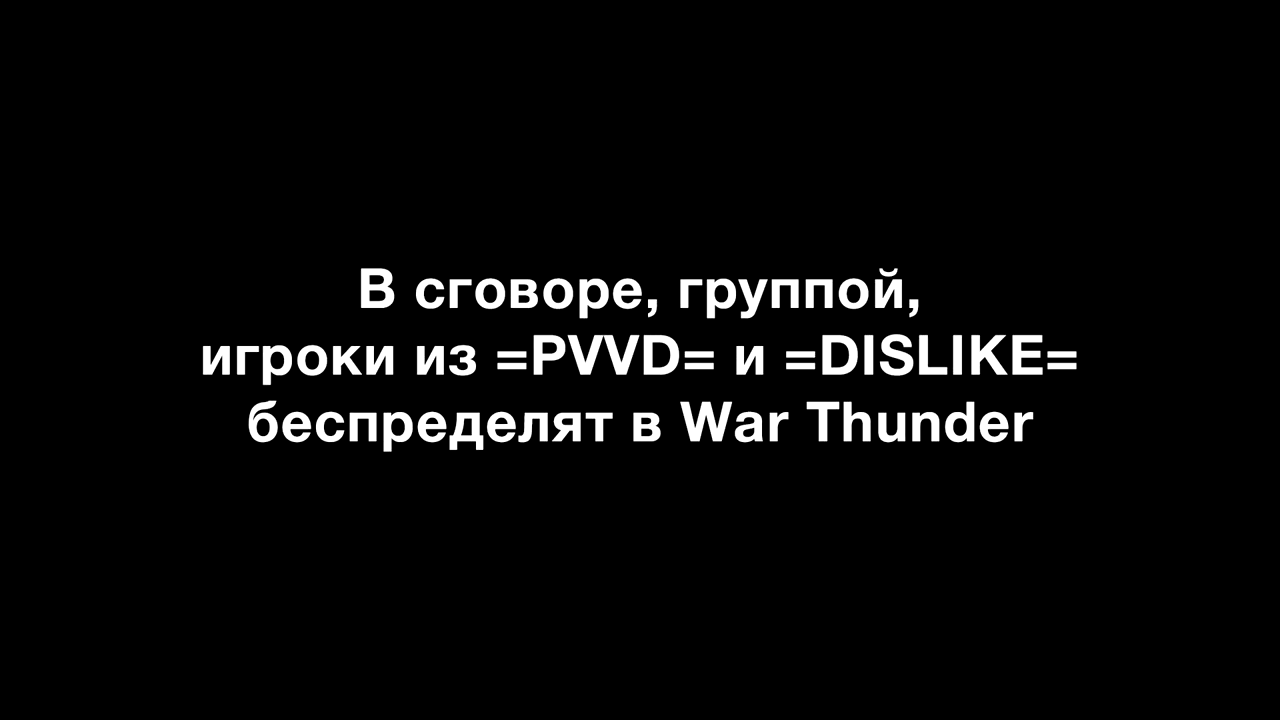 В сговоре, группой,
игроки из =PVVD= и =DISLIKE=
беспределят в War Thunder